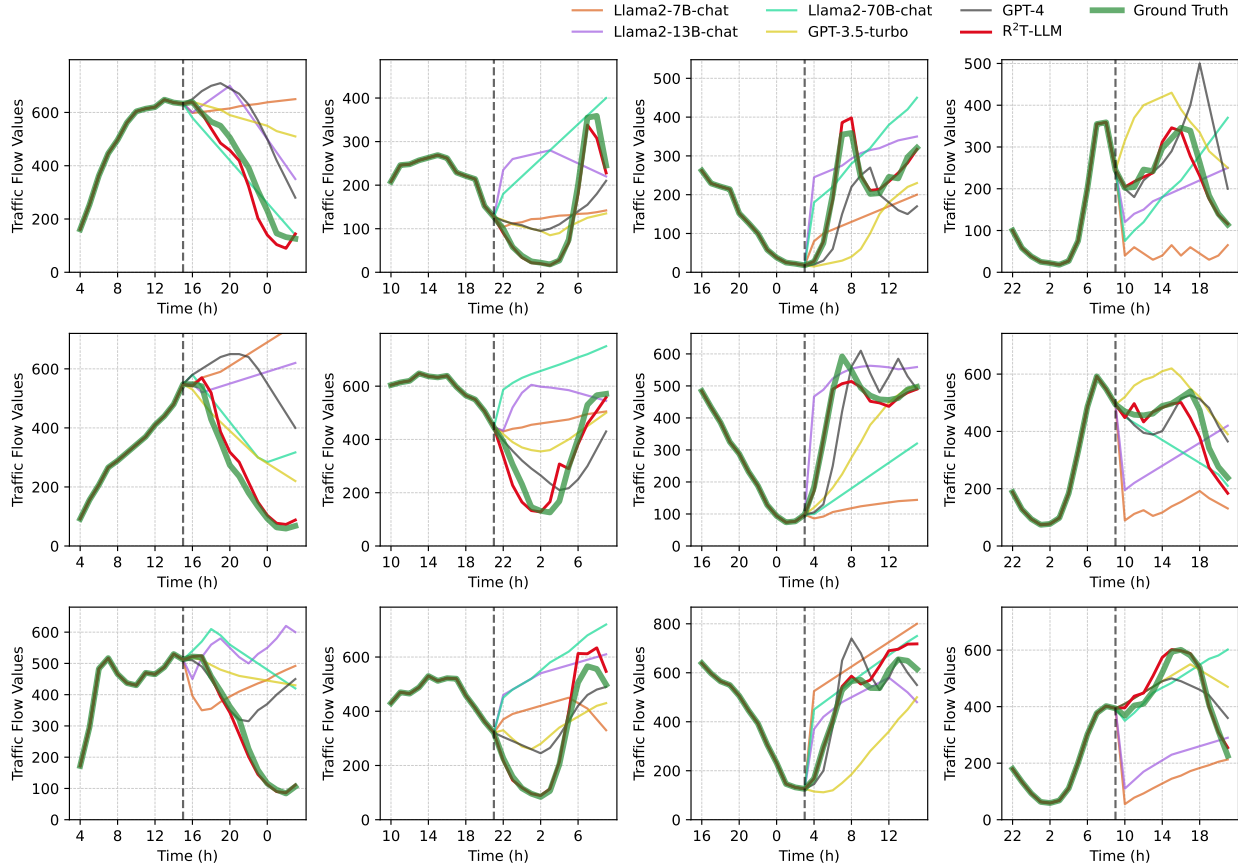 Llama2-7B-chat Llama2-70B-chat GPT-4 Ground Truth
Llama2-13B-chat GPT-3.5-turbo R²T-LLM
Traffic Flow Values
600
400
200
0
4 8 12 16 20 0
Time (h)
Traffic Flow Values
400
300
200
100
0
10 14 18 22 2 6
Time (h)
Traffic Flow Values
500
400
300
200
100
0
16 20 0 4 8 12
Time (h)
Traffic Flow Values
500
400
300
200
100
0
22 2 6 10 14 18
Time (h)
Traffic Flow Values
600
400
200
0
4 8 12 16 20 0
Time (h)
Traffic Flow Values
600
400
200
0
10 14 18 22 2 6
Time (h)
Traffic Flow Values
600
500
400
300
200
100
0
16 20 0 4 8 12
Time (h)
Traffic Flow Values
600
400
200
0
22 2 6 10 14 18
Time (h)
Traffic Flow Values
600
500
400
300
200
100
0
4 8 12 16 20 0
Time (h)
Traffic Flow Values
600
400
200
0
10 14 18 22 2 6
Time (h)
Traffic Flow Values
800
600
400
200
0
16 20 0 4 8 12
Time (h)
Traffic Flow Values
600
400
200
0
22 2 6 10 14 18
Time (h)